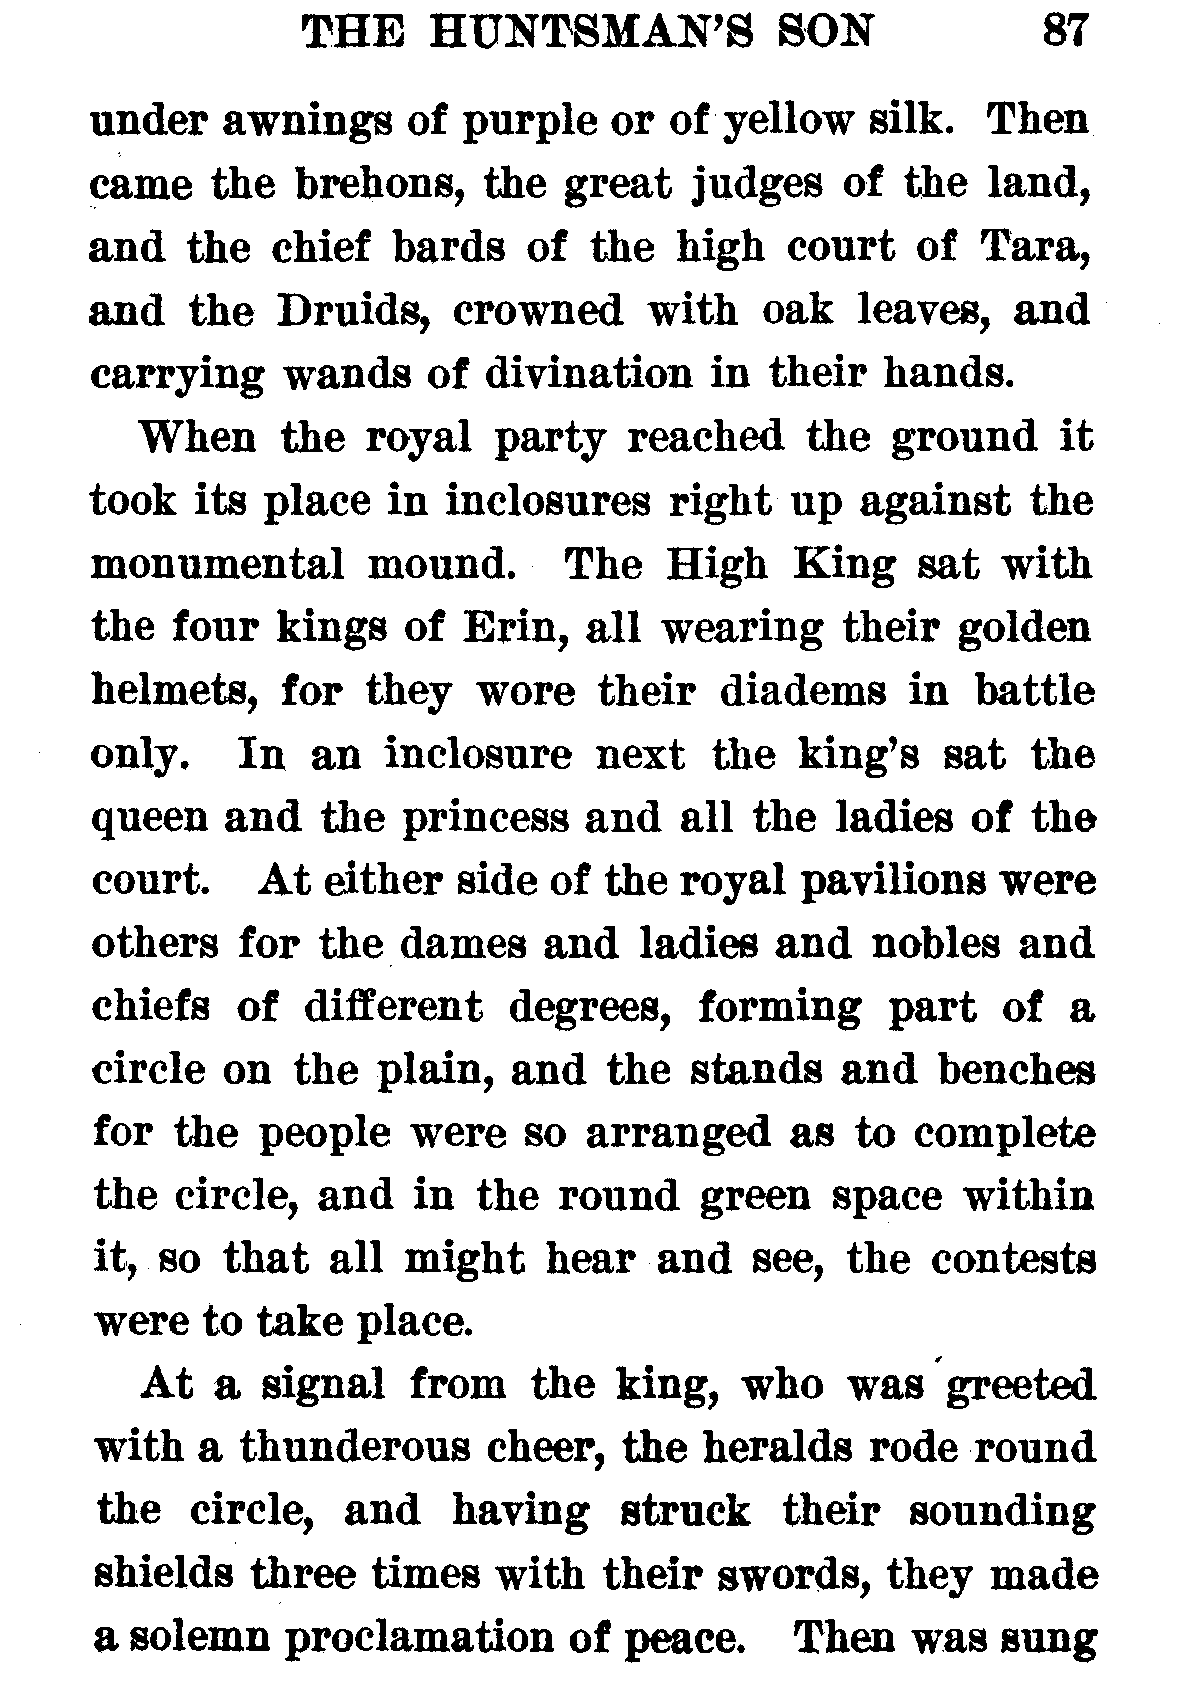 THE HUNTSMAN'S SON 87
under awnings of purple or of yellow silk. Then
came the brehons, the great judges of the land,
and the chief bards of the high court of Tara,
and the Druids, crowned with oak leaves, and
carrying wands of divination in their hands.
When the royal party reached the ground it
took its place in inclosures right up against the
monumental mound. The High King sat with
the four kings of Erin, all wearing their golden
helmets, for they wore their diadems in battle
only. In an inclosure next the king's sat the
queen and the princess and all the ladies of the
court. At either side of the royal pavilions were
others for the dames and ladies and nobles and
chiefs of different degrees, forming part of a
circle on the plain, and the stands and benches
for the people were so arranged as to complete
the circle, and in the round green space within
it, so that all might hear and see, the contests
were to take place.
At a signal from the king, who was greeted
with a thunderous cheer, the heralds rode round
the circle, and having struck their sounding
shields three times with their swords, they made
a solemn proclamation of peace. Then was sung